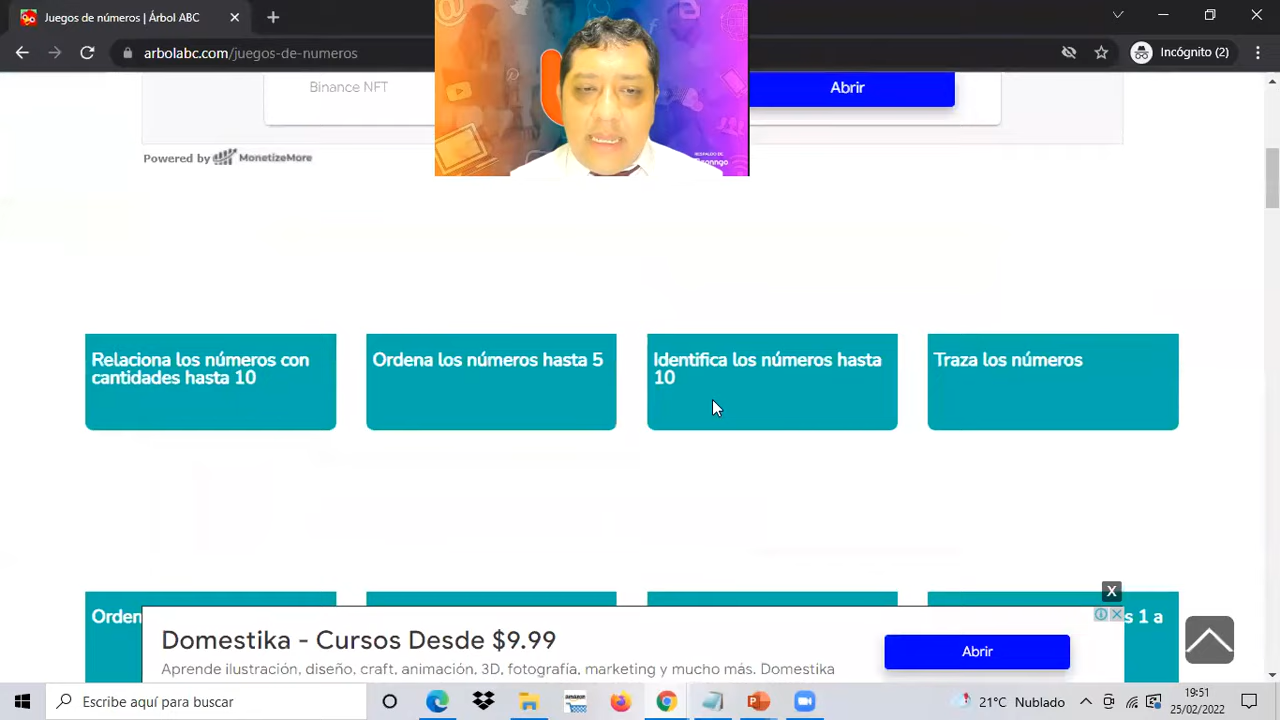 Juegos de números | Árbol ABC
arbolabc.com/juegos-de-numeros
Incógnito (2)
Binance NFT
Abrir
Powered by MonetizeMore
RESPALDO DE:
Relaciona los números con
cantidades hasta 10
Ordena los números hasta 5
Identifica los números hasta
10
Traza los números
Orden
s 1 a
Domestika - Cursos Desde $9.99
Aprende ilustración, diseño, craft, animación, 3D, fotografía, marketing y mucho más. Domestika
Abrir
X
Escribe aquí para buscar
21°C Nublado
19:51
25/02/2022